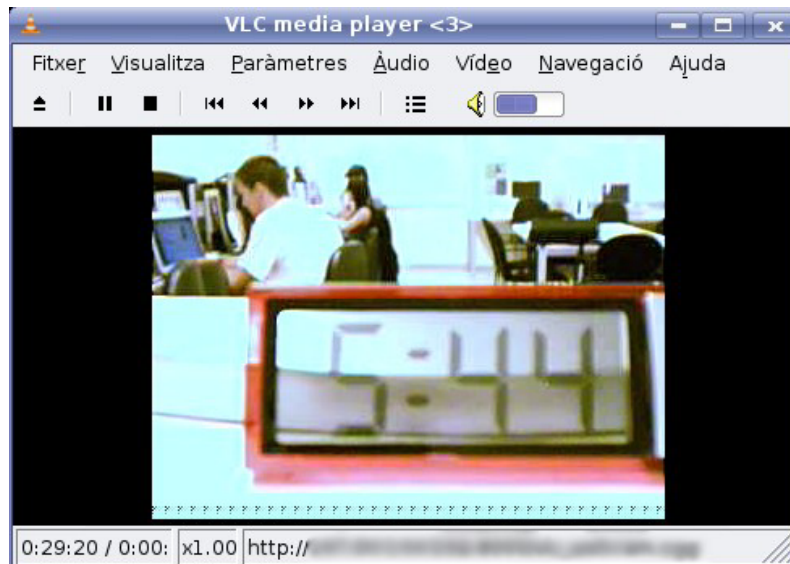 VLC media player <3>
Fitxer Visualitza Paràmetres Àudio Vídeo Navegació Ajuda
5:44
0:29:20 / 0:00: x1.00 http://